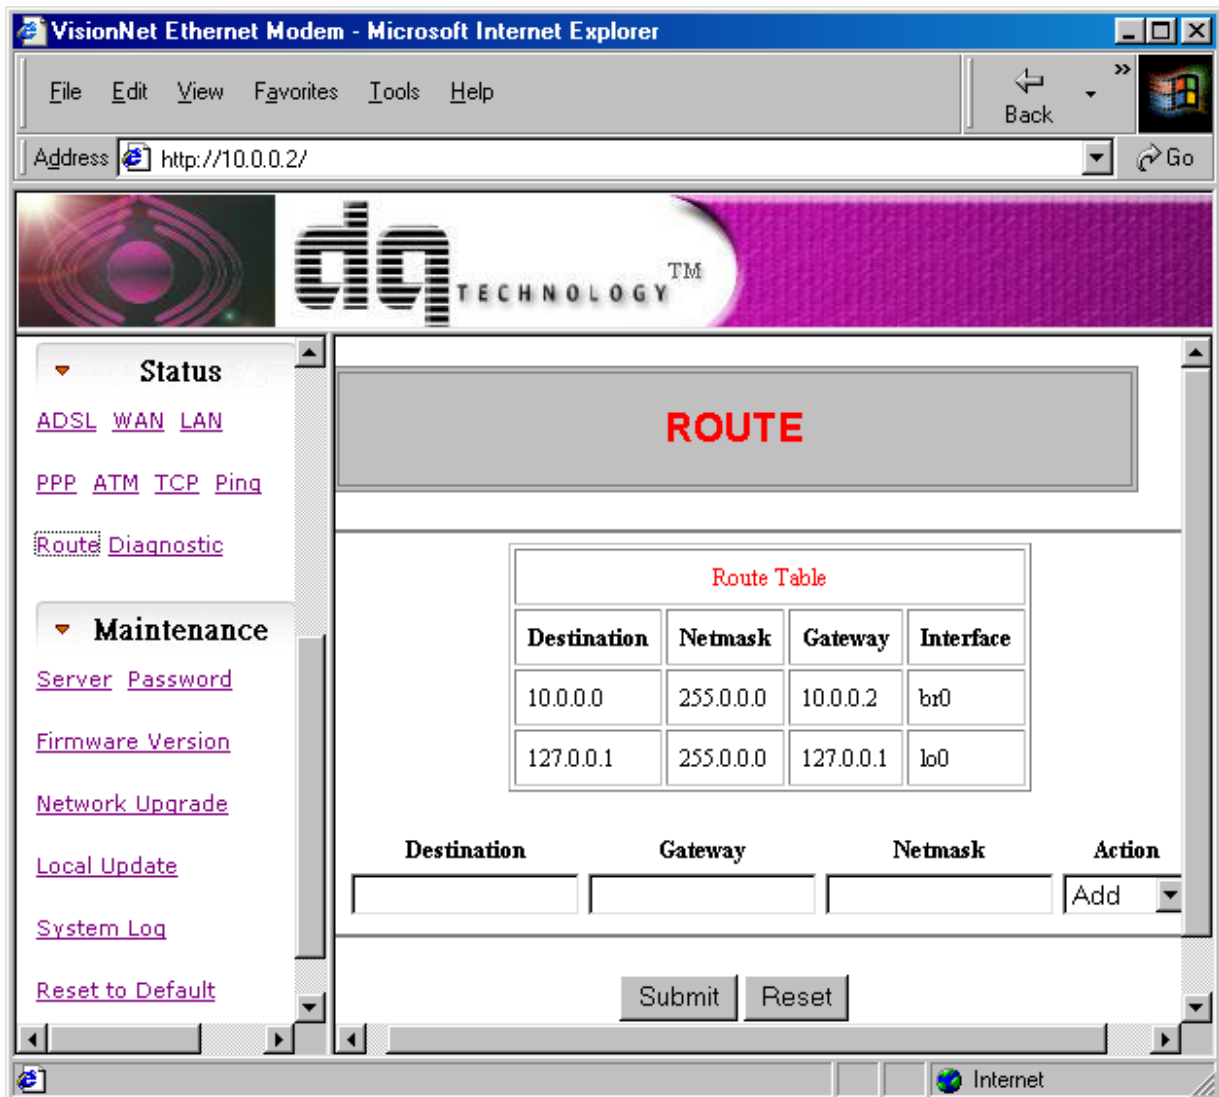 VisionNet Ethernet Modem - Microsoft Internet Explorer
File Edit View Favorites Tools Help
Back
»
Address http://10.0.0.2/ Go
dq TECHNOLOGY TM
Status
ADSL WAN LAN
PPP ATM TCP Ping
Route Diagnostic
Maintenance
Server Password
Firmware Version
Network Upgrade
Local Update
System Log
Reset to Default
ROUTE
Route Table
Destination Netmask Gateway Interface
10.0.0.0 255.0.0.0 10.0.0.2 br0
127.0.0.1 255.0.0.0 127.0.0.1 lo0
Destination Gateway Netmask Action
Add
Submit Reset
Internet